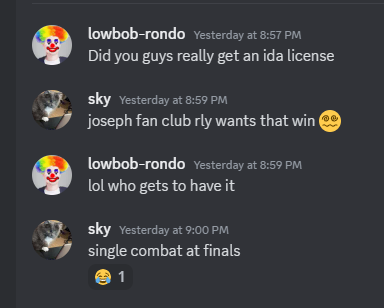 lowbob-rondo Yesterday at 8:57 PM
Did you guys really get an ida license
sky Yesterday at 8:59 PM
joseph fan club rly wants that win 😵‍💫
lowbob-rondo Yesterday at 8:59 PM
lol who gets to have it
sky Yesterday at 9:00 PM
single combat at finals
😂 1